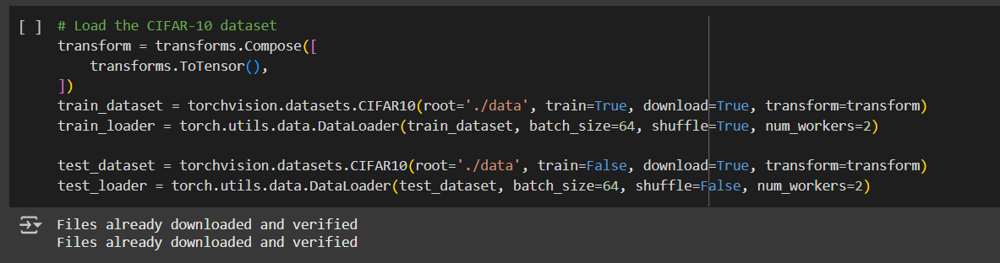 [ ] # Load the CIFAR-10 dataset
transform = transforms.Compose([
    transforms.ToTensor(),
])
train_dataset = torchvision.datasets.CIFAR10(root='./data', train=True, download=True, transform=transform)
train_loader = torch.utils.data.DataLoader(train_dataset, batch_size=64, shuffle=True, num_workers=2)

test_dataset = torchvision.datasets.CIFAR10(root='./data', train=False, download=True, transform=transform)
test_loader = torch.utils.data.DataLoader(test_dataset, batch_size=64, shuffle=False, num_workers=2)

Files already downloaded and verified
Files already downloaded and verified